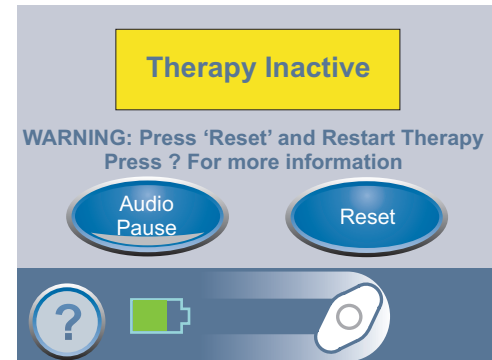 Therapy Inactive
WARNING: Press ‘Reset’ and Restart Therapy
Press ? For more information
Audio
Pause
Reset
?